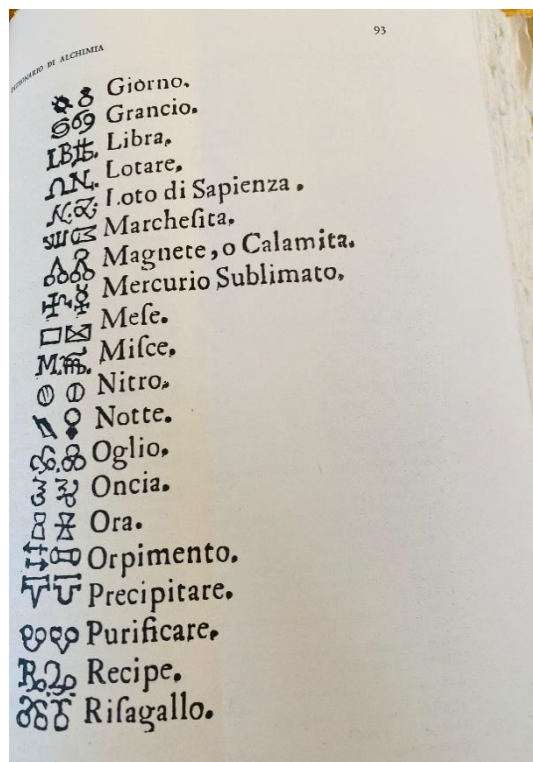 93
DIZIONARIO DI ALCHIMIA
Giorno.
Grancio.
Libra.
Lotare.
Loto di Sapienza.
Marcheſita.
Magnete, o Calamita.
Mercurio Sublimato.
Meſe.
Miſce.
Nitro.
Notte.
Oglio.
Oncia.
Ora.
Orpimento.
Precipitare.
Purificare.
Recipe.
Riſagallo.